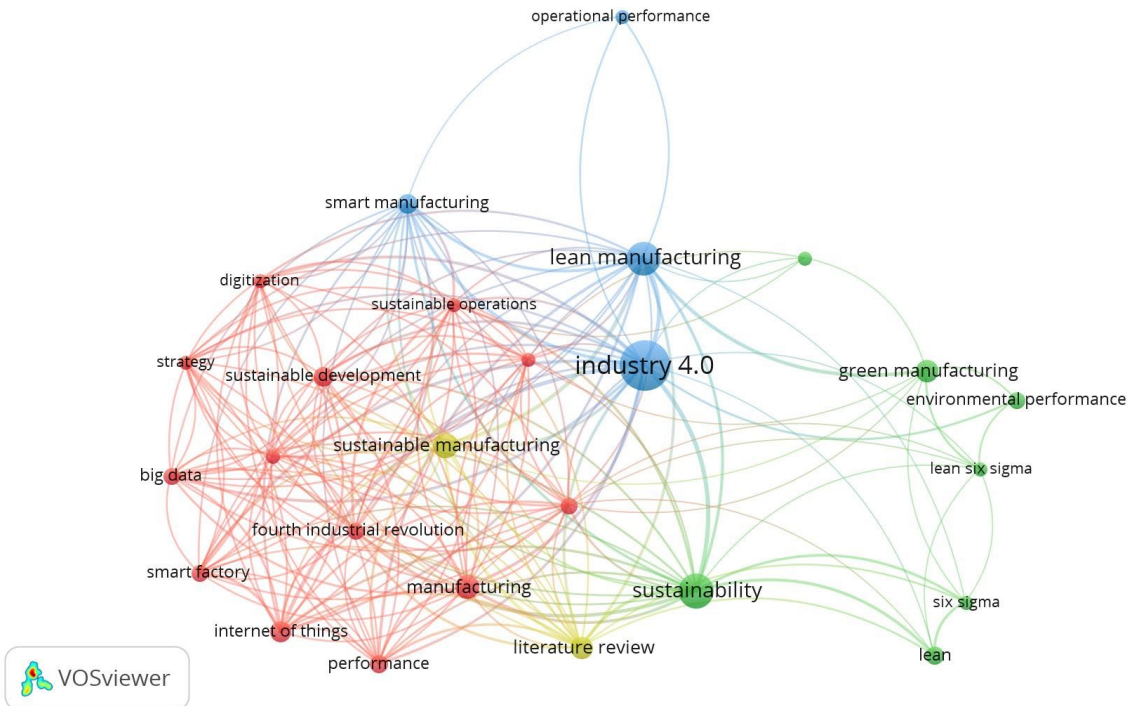 operational performance
smart manufacturing
lean manufacturing
digitization
sustainable operations
strategy
sustainable development
industry 4.0
green manufacturing
environmental performance
sustainable manufacturing
big data
lean six sigma
fourth industrial revolution
smart factory
manufacturing
sustainability
six sigma
internet of things
literature review
performance
lean
VOSviewer